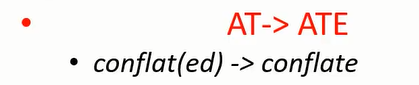 • AT-> ATE
• conflat(ed) -> conflate